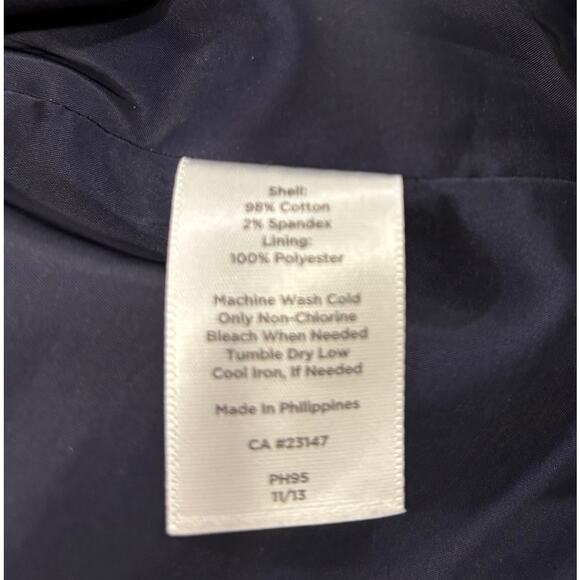 Shell:
98% Cotton
2% Spandex
Lining:
100% Polyester
Machine Wash Cold
Only Non-Chlorine
Bleach When Needed
Tumble Dry Low
Cool Iron, If Needed
Made In Philippines
CA #23147
PH95
11/13